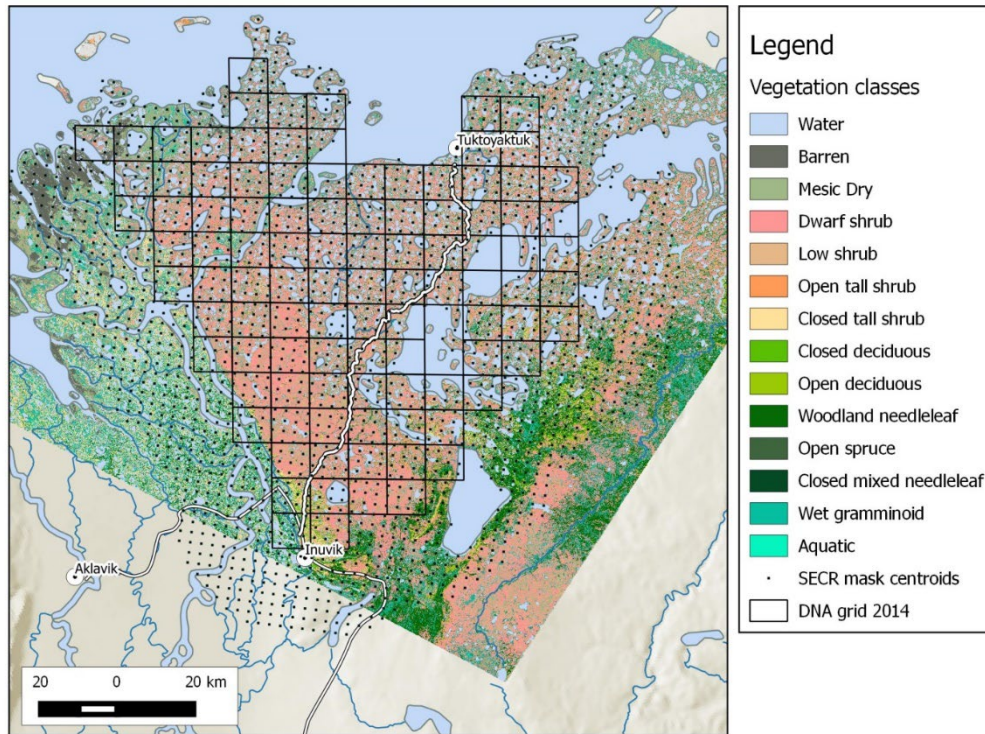 Tuktoyaktuk
Inuvik
Aklavik
20 0 20 km
Legend
Vegetation classes
Water
Barren
Mesic Dry
Dwarf shrub
Low shrub
Open tall shrub
Closed tall shrub
Closed deciduous
Open deciduous
Woodland needleleaf
Open spruce
Closed mixed needleleaf
Wet gramminoid
Aquatic
SECR mask centroids
DNA grid 2014